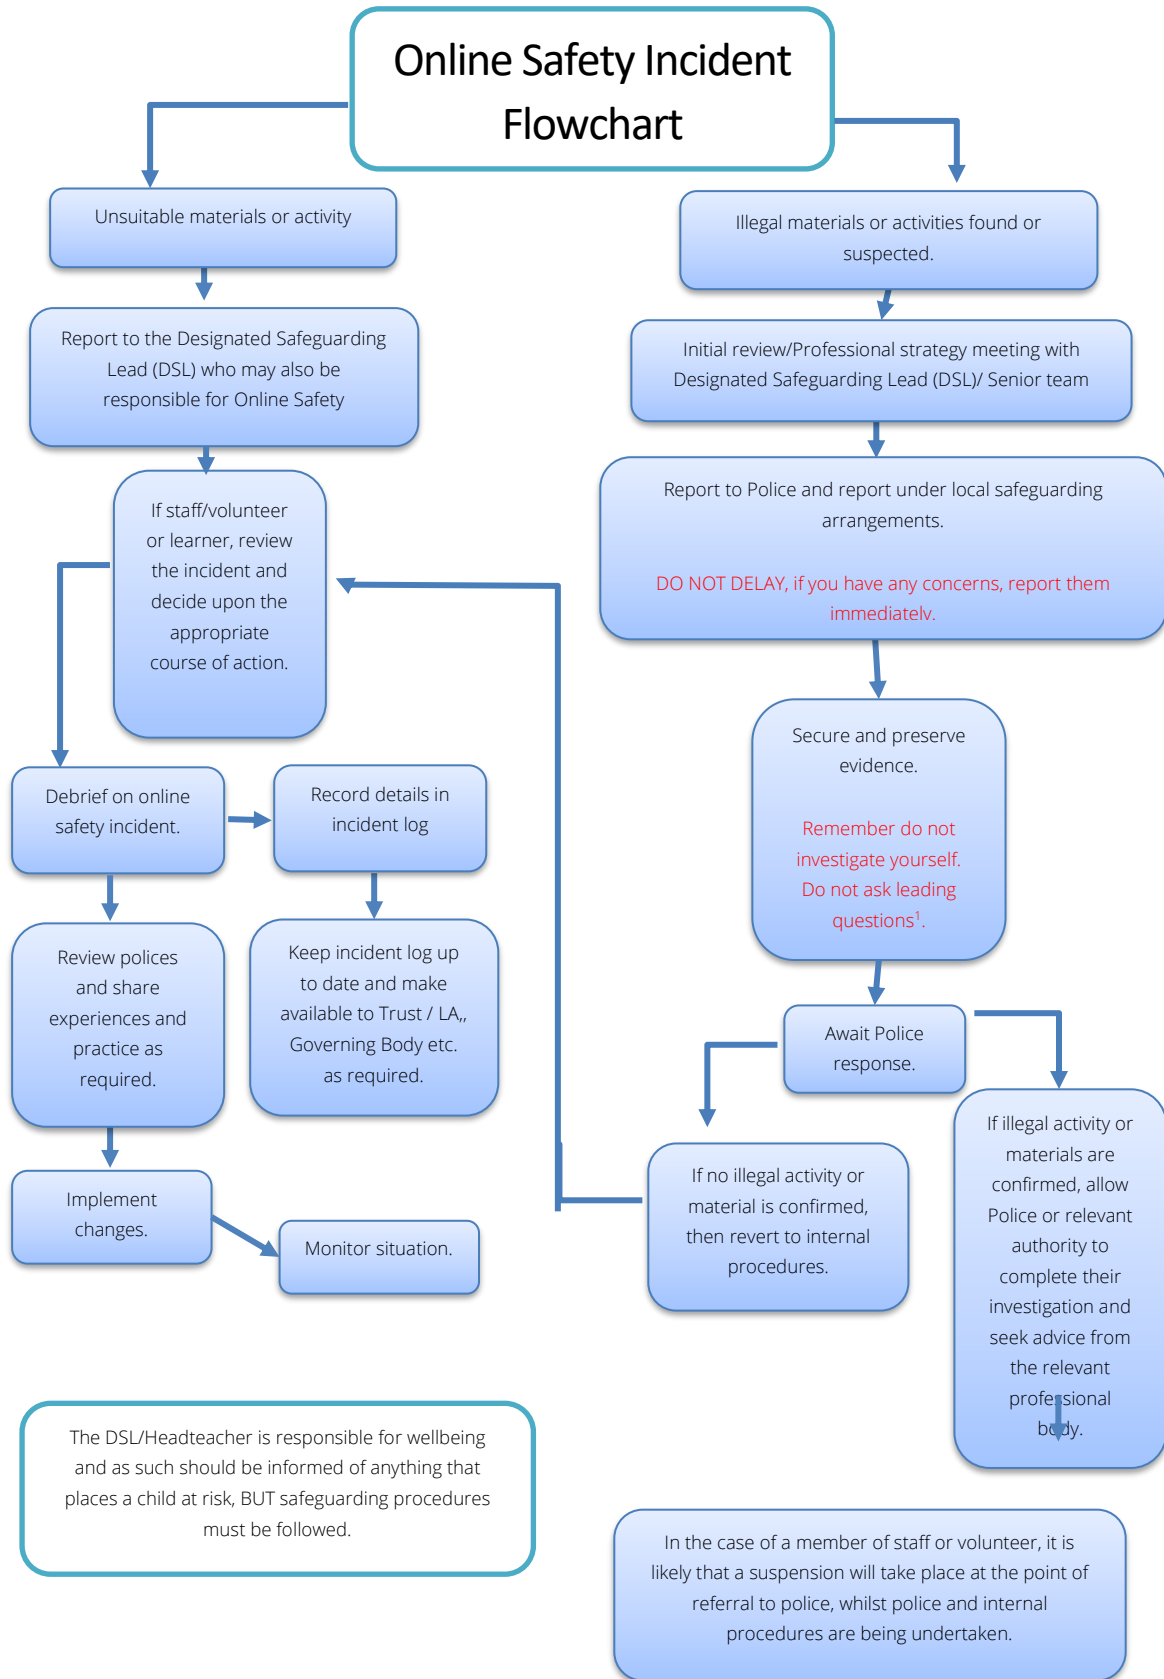 Online Safety Incident
Flowchart
Unsuitable materials or activity
Report to the Designated Safeguarding
Lead (DSL) who may also be
responsible for Online Safety
If staff/volunteer
or learner, review
the incident and
decide upon the
appropriate
course of action.
Debrief on online
safety incident.
Record details in
incident log
Review polices
and share
experiences and
practice as
required.
Keep incident log up
to date and make
available to Trust / LA,,
Governing Body etc.
as required.
Implement
changes.
Monitor situation.
The DSL/Headteacher is responsible for wellbeing
and as such should be informed of anything that
places a child at risk, BUT safeguarding procedures
must be followed.
Illegal materials or activities found or
suspected.
Initial review/Professional strategy meeting with
Designated Safeguarding Lead (DSL)/ Senior team
Report to Police and report under local safeguarding
arrangements.
DO NOT DELAY, if you have any concerns, report them
immediately.
Secure and preserve
evidence.
Remember do not
investigate yourself.
Do not ask leading
questions¹.
Await Police
response.
If no illegal activity or
material is confirmed,
then revert to internal
procedures.
If illegal activity or
materials are
confirmed, allow
Police or relevant
authority to
complete their
investigation and
seek advice from
the relevant
professional
body.
In the case of a member of staff or volunteer, it is
likely that a suspension will take place at the point of
referral to police, whilst police and internal
procedures are being undertaken.